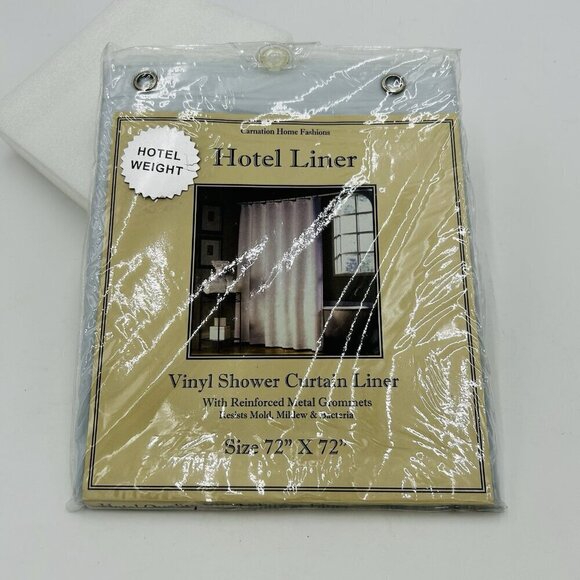 Carnation Home Fashions
HOTEL
WEIGHT
Hotel Liner
Vinyl Shower Curtain Liner
With Reinforced Metal Grommets
Resists Mold, Mildew & Bacteria
Size 72" X 72"